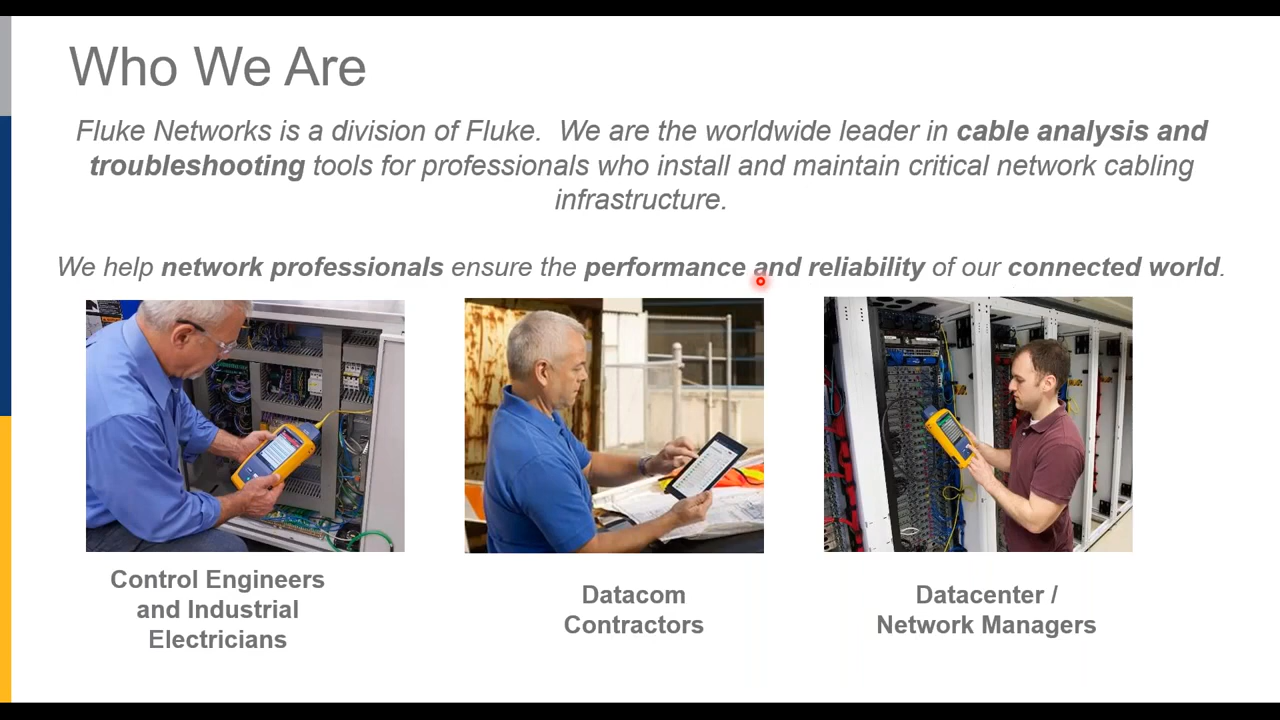 Who We Are
Fluke Networks is a division of Fluke. We are the worldwide leader in cable analysis and
troubleshooting tools for professionals who install and maintain critical network cabling
infrastructure.
We help network professionals ensure the performance and reliability of our connected world.
Control Engineers
and Industrial
Electricians
Datacom
Contractors
Datacenter /
Network Managers